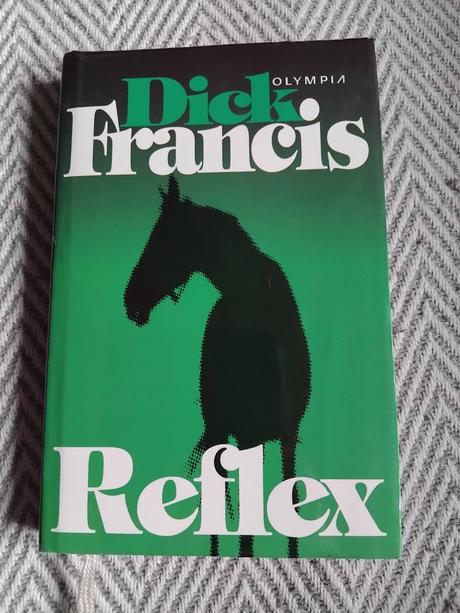 OLYMPIA
Dick
Francis
Reflex